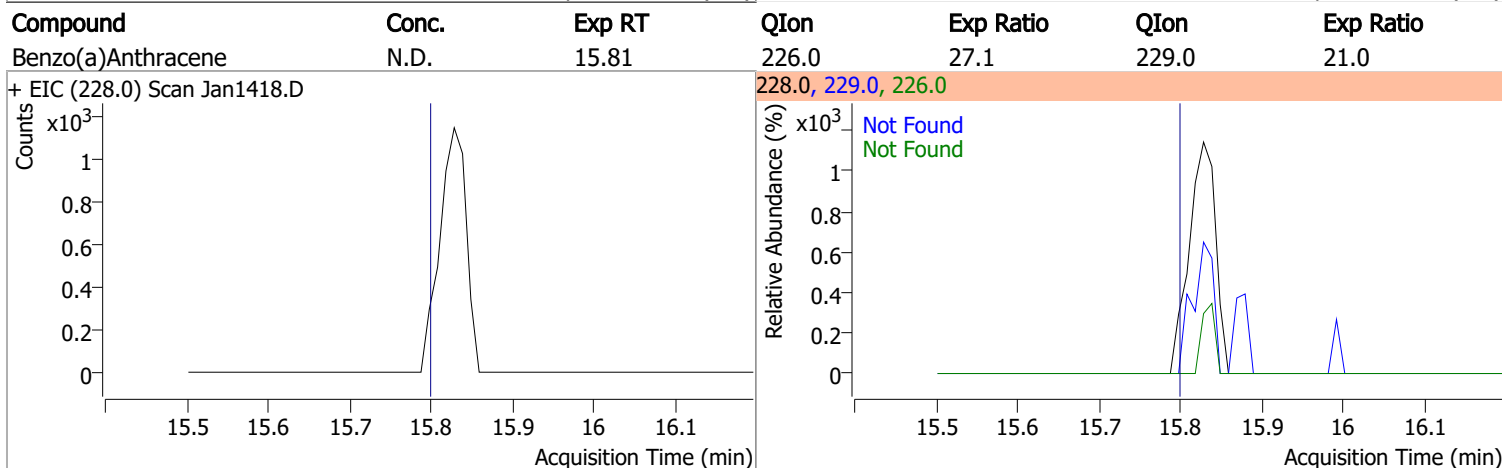 Compound Conc. Exp RT QIon Exp Ratio QIon Exp Ratio
Benzo(a)Anthracene N.D. 15.81 226.0 27.1 229.0 21.0
+ EIC (228.0) Scan Jan1418.D
Counts
x10³
1
0.8
0.6
0.4
0.2
0
15.5 15.6 15.7 15.8 15.9 16 16.1
Acquisition Time (min)
228.0, 229.0, 226.0
Relative Abundance (%)
x10³
Not Found
Not Found
1
0.8
0.6
0.4
0.2
0
15.5 15.6 15.7 15.8 15.9 16 16.1
Acquisition Time (min)